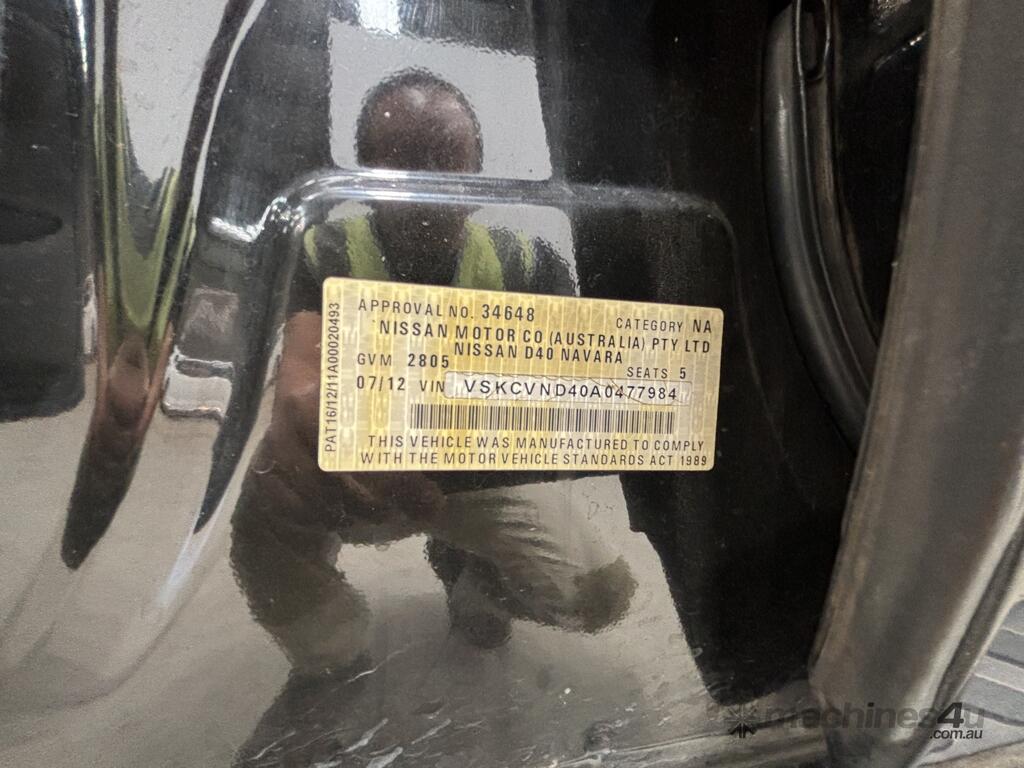 PAT16/12/11A00020493
APPROVAL NO. 34648 CATEGORY NA
NISSAN MOTOR CO (AUSTRALIA) PTY LTD
NISSAN D40 NAVARA
GVM 2805 SEATS 5
07/12 VIN VSKCVND40A0477984
THIS VEHICLE WAS MANUFACTURED TO COMPLY
WITH THE MOTOR VEHICLE STANDARDS ACT 1989
machines4u
.com.au